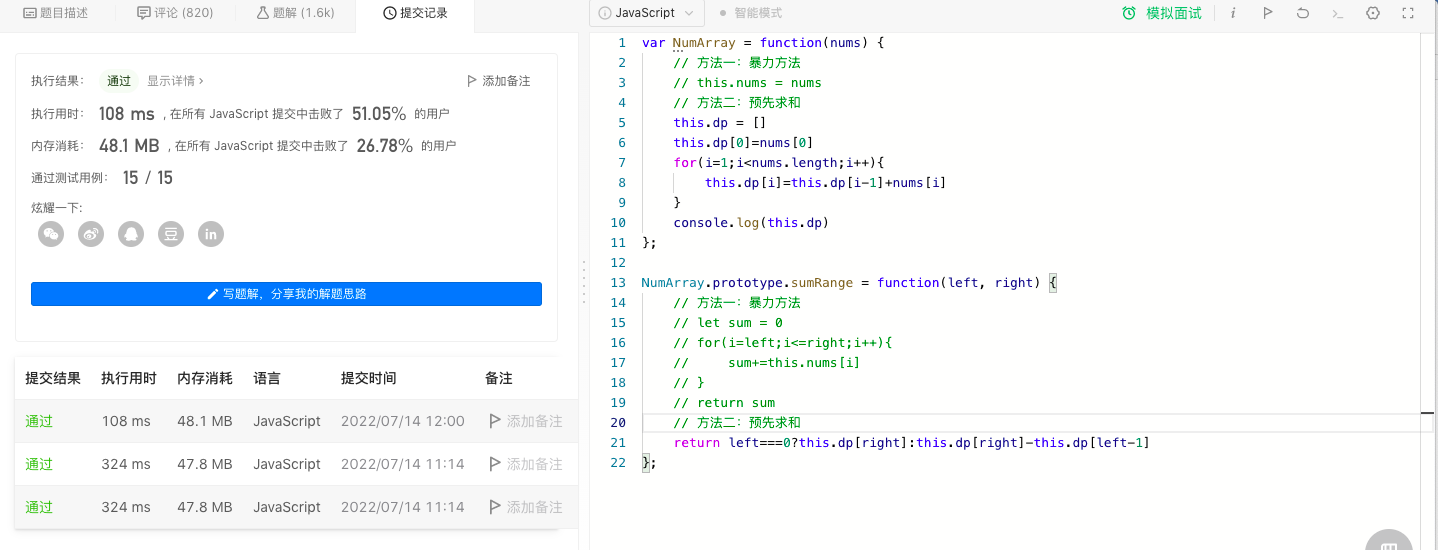 题目描述
评论 (820)
题解 (1.6k)
提交记录
执行结果：
通过
显示详情 ›
添加备注
执行用时： 108 ms , 在所有 JavaScript 提交中击败了 51.05% 的用户
内存消耗： 48.1 MB , 在所有 JavaScript 提交中击败了 26.78% 的用户
通过测试用例： 15 / 15
炫耀一下:
豆
in
写题解，分享我的解题思路
提交结果 执行用时 内存消耗 语言 提交时间 备注
通过 108 ms 48.1 MB JavaScript 2022/07/14 12:00 添加备注
通过 324 ms 47.8 MB JavaScript 2022/07/14 11:14 添加备注
通过 324 ms 47.8 MB JavaScript 2022/07/14 11:14 添加备注
i JavaScript
智能模式
模拟面试
i
1 var NumArray = function(nums) {
2 // 方法一：暴力方法
3 // this.nums = nums
4 // 方法二：预先求和
5 this.dp = []
6 this.dp[0]=nums[0]
7 for(i=1;i<nums.length;i++){
8 this.dp[i]=this.dp[i-1]+nums[i]
9 }
10 console.log(this.dp)
11 };
12
13 NumArray.prototype.sumRange = function(left, right) {
14 // 方法一：暴力方法
15 // let sum = 0
16 // for(i=left;i<=right;i++){
17 // sum+=this.nums[i]
18 // }
19 // return sum
20 // 方法二：预先求和
21 return left===0?this.dp[right]:this.dp[right]-this.dp[left-1]
22 };